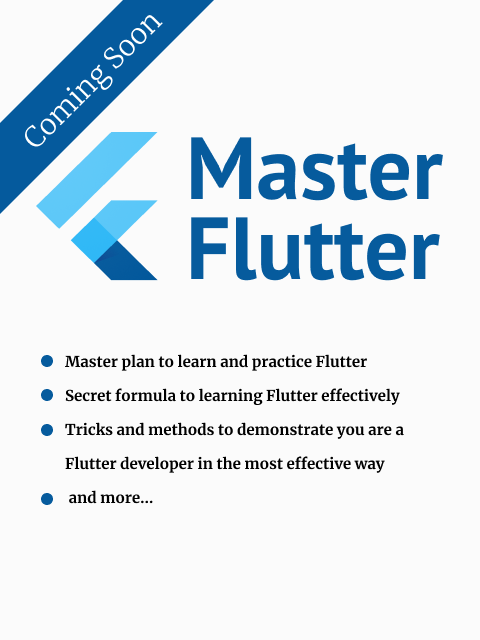 Coming Soon
Master
Flutter
Master plan to learn and practice Flutter
Secret formula to learning Flutter effectively
Tricks and methods to demonstrate you are a
Flutter developer in the most effective way
and more...